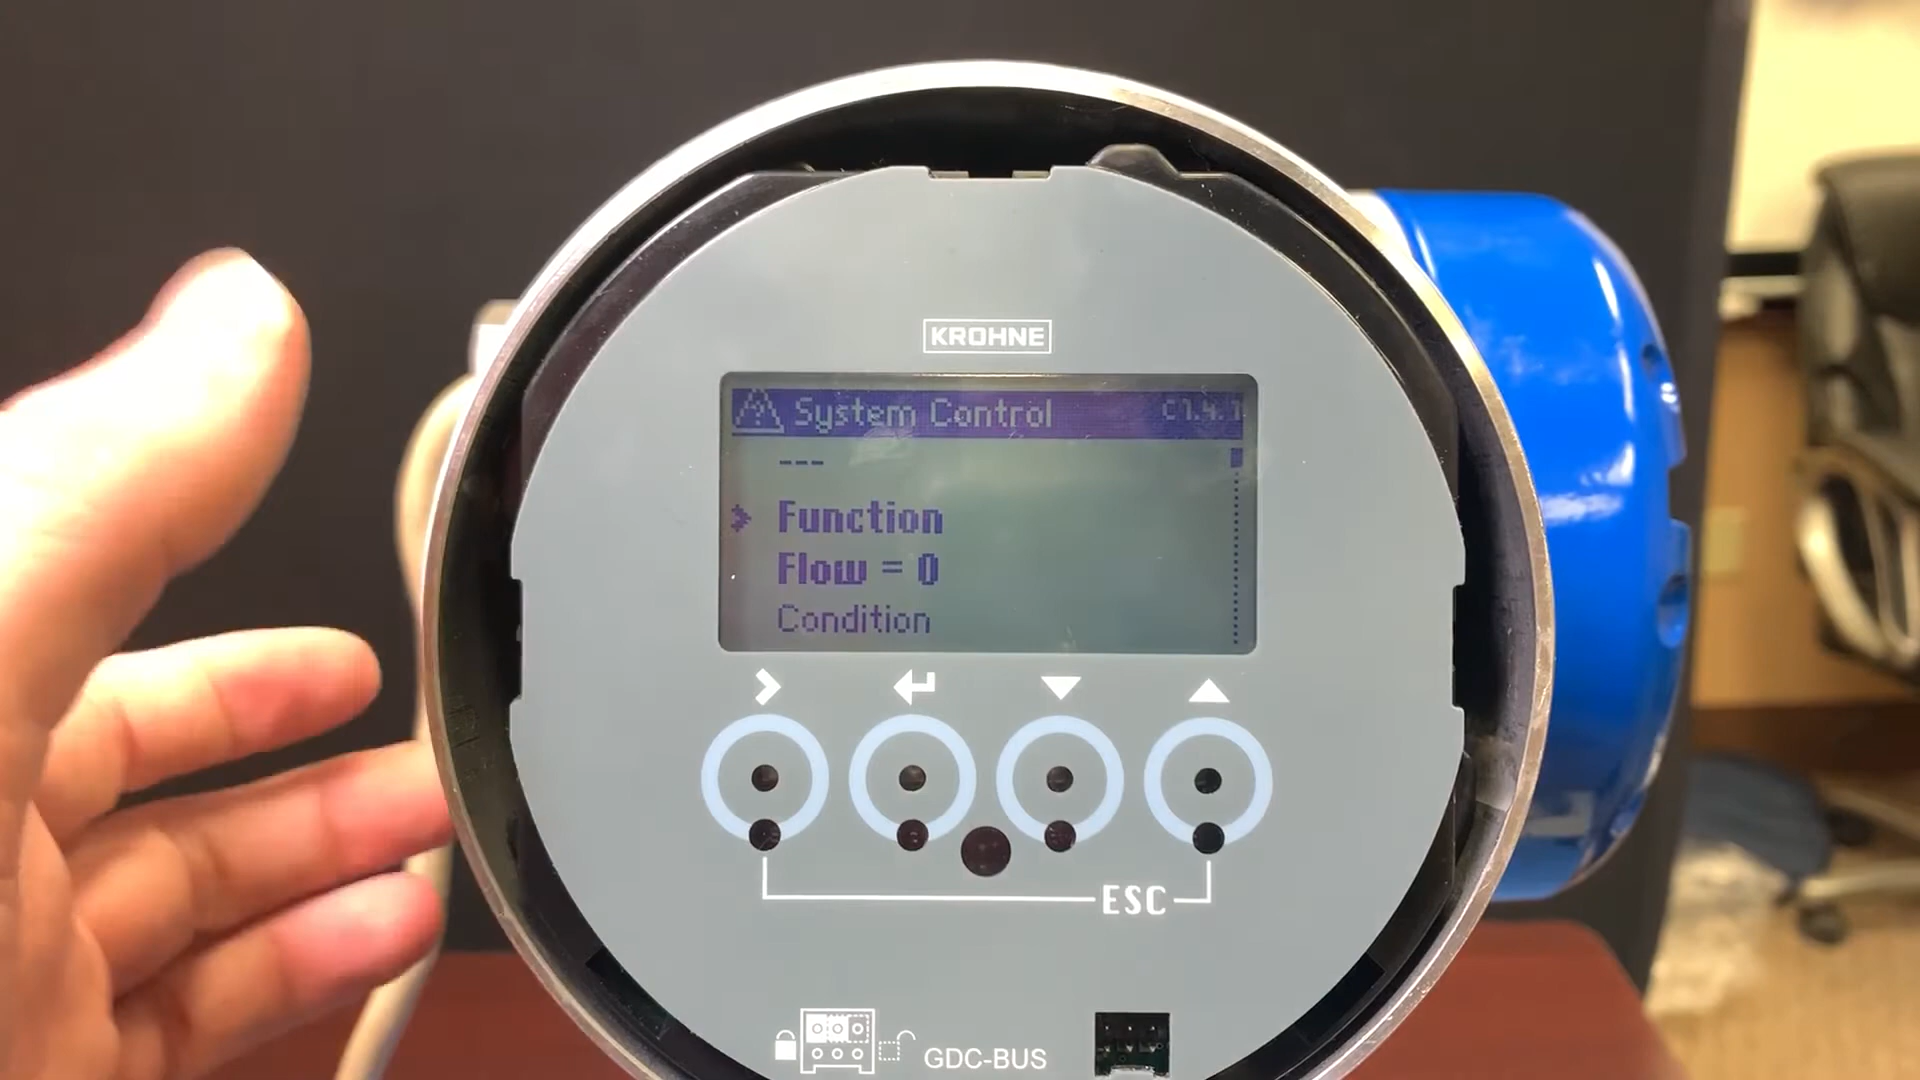 KROHNE
System Control C1.4.1
---
Function
Flow = 0
Condition
ESC
GDC-BUS